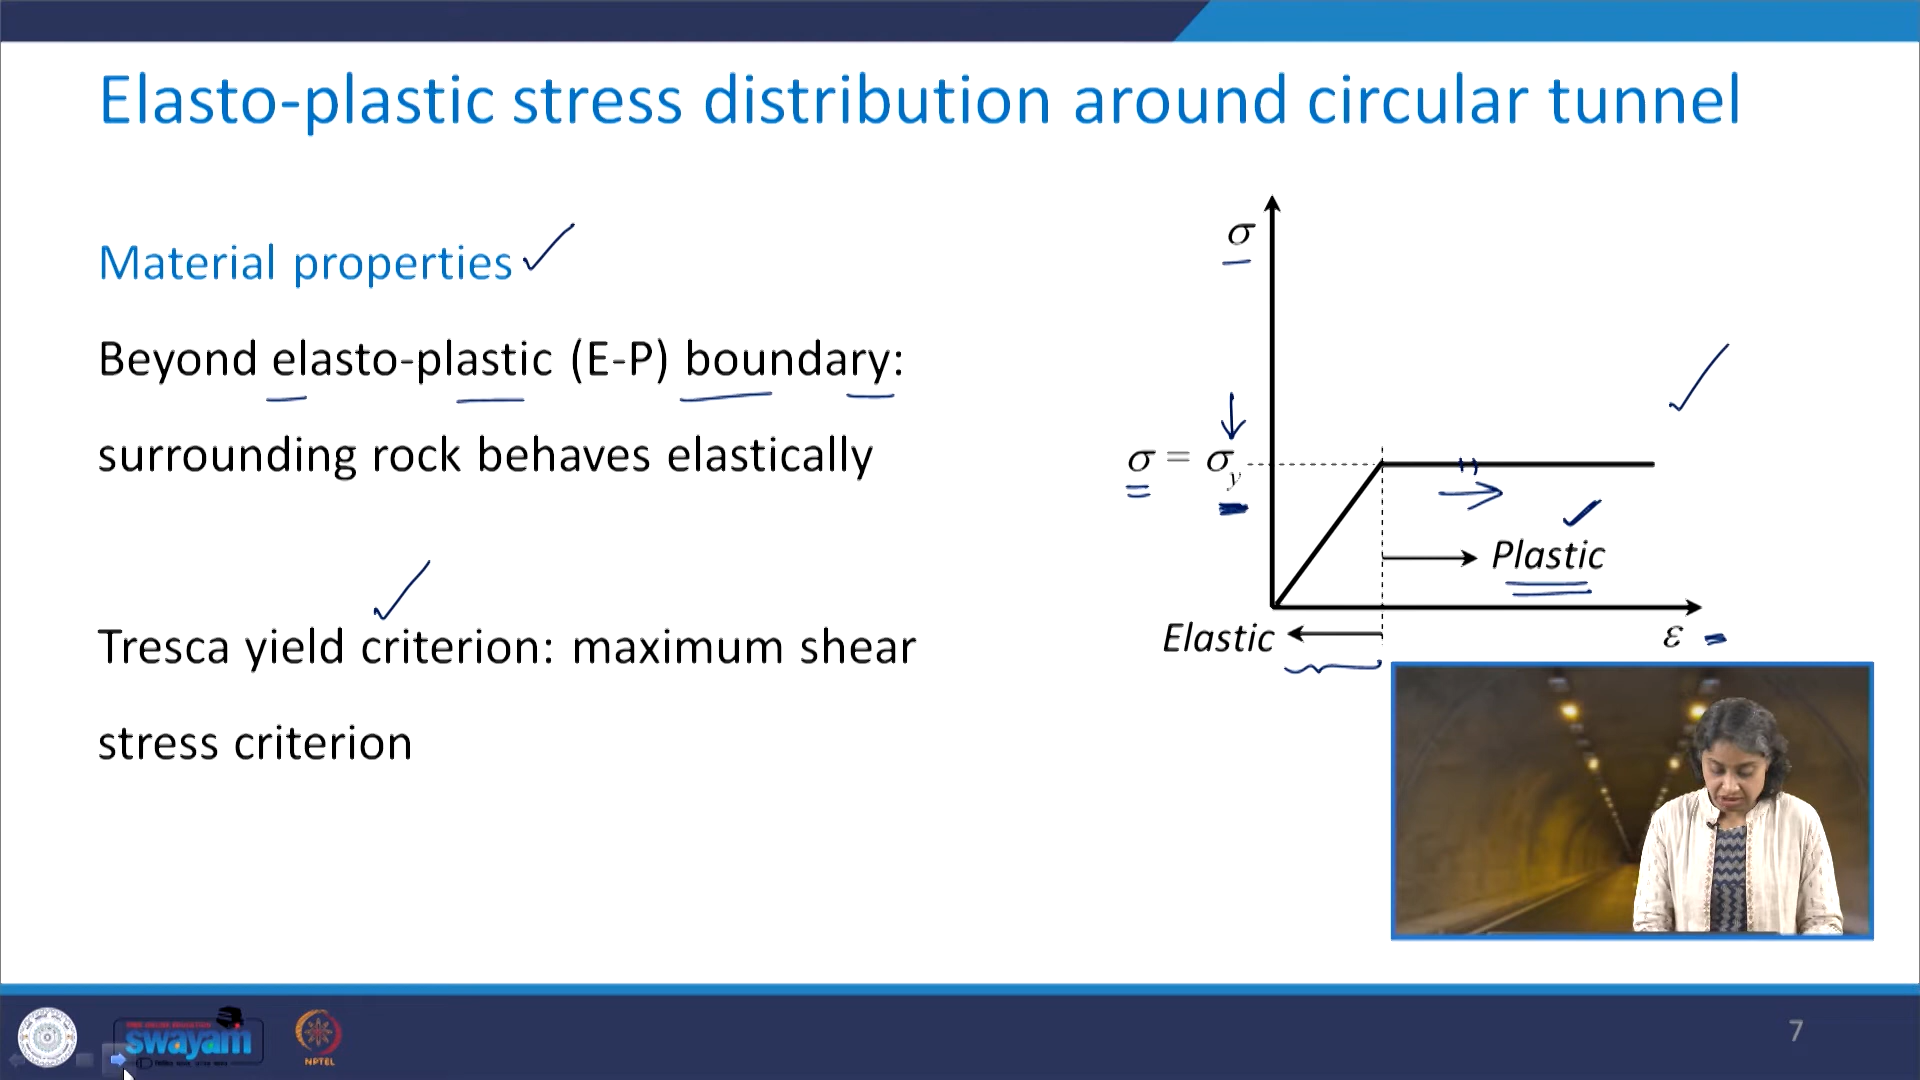 Elasto-plastic stress distribution around circular tunnel
Material properties
Beyond elasto-plastic (E-P) boundary:
surrounding rock behaves elastically
Tresca yield criterion: maximum shear
stress criterion
σ
σ = σy
Plastic
Elastic
ε
swayam
NPTEL
7